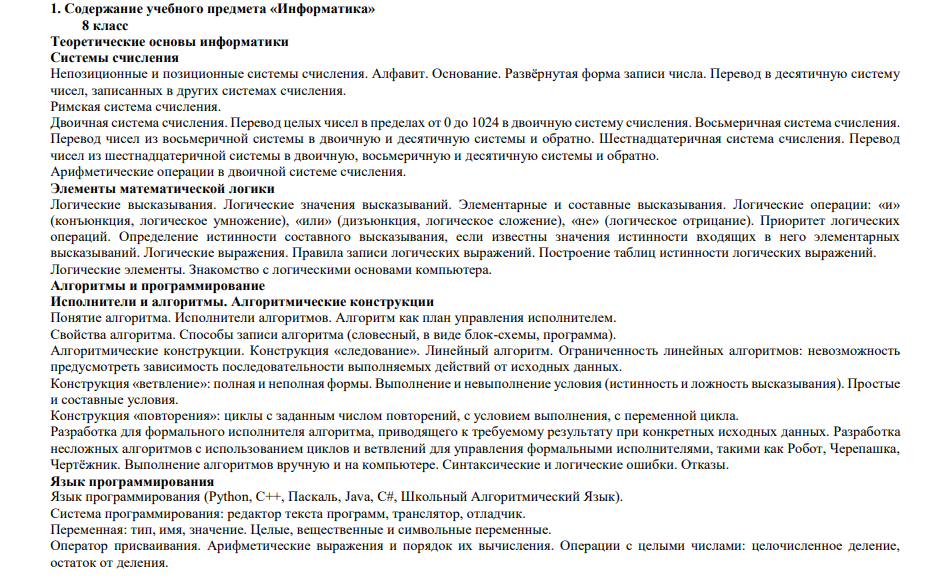 1. Содержание учебного предмета «Информатика»
8 класс
Теоретические основы информатики
Системы счисления
Непозиционные и позиционные системы счисления. Алфавит. Основание. Развёрнутая форма записи числа. Перевод в десятичную систему
чисел, записанных в других системах счисления.
Римская система счисления.
Двоичная система счисления. Перевод целых чисел в пределах от 0 до 1024 в двоичную систему счисления. Восьмеричная система счисления.
Перевод чисел из восьмеричной системы в двоичную и десятичную системы и обратно. Шестнадцатеричная система счисления. Перевод
чисел из шестнадцатеричной системы в двоичную, восьмеричную и десятичную системы и обратно.
Арифметические операции в двоичной системе счисления.
Элементы математической логики
Логические высказывания. Логические значения высказываний. Элементарные и составные высказывания. Логические операции: «и»
(конъюнкция, логическое умножение), «или» (дизъюнкция, логическое сложение), «не» (логическое отрицание). Приоритет логических
операций. Определение истинности составного высказывания, если известны значения истинности входящих в него элементарных
высказываний. Логические выражения. Правила записи логических выражений. Построение таблиц истинности логических выражений.
Логические элементы. Знакомство с логическими основами компьютера.
Алгоритмы и программирование
Исполнители и алгоритмы. Алгоритмические конструкции
Понятие алгоритма. Исполнители алгоритмов. Алгоритм как план управления исполнителем.
Свойства алгоритма. Способы записи алгоритма (словесный, в виде блок-схемы, программа).
Алгоритмические конструкции. Конструкция «следование». Линейный алгоритм. Ограниченность линейных алгоритмов: невозможность
предусмотреть зависимость последовательности выполняемых действий от исходных данных.
Конструкция «ветвление»: полная и неполная формы. Выполнение и невыполнение условия (истинность и ложность высказывания). Простые
и составные условия.
Конструкция «повторения»: циклы с заданным числом повторений, с условием выполнения, с переменной цикла.
Разработка для формального исполнителя алгоритма, приводящего к требуемому результату при конкретных исходных данных. Разработка
несложных алгоритмов с использованием циклов и ветвлений для управления формальными исполнителями, такими как Робот, Черепашка,
Чертёжник. Выполнение алгоритмов вручную и на компьютере. Синтаксические и логические ошибки. Отказы.
Язык программирования
Язык программирования (Python, C++, Паскаль, Java, C#, Школьный Алгоритмический Язык).
Система программирования: редактор текста программ, транслятор, отладчик.
Переменная: тип, имя, значение. Целые, вещественные и символьные переменные.
Оператор присваивания. Арифметические выражения и порядок их вычисления. Операции с целыми числами: целочисленное деление,
остаток от деления.